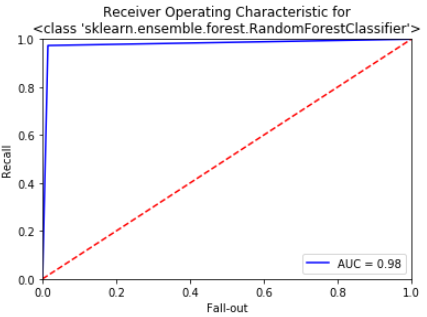 Receiver Operating Characteristic for
<class 'sklearn.ensemble.forest.RandomForestClassifier'>
1.0
0.8
0.6
0.4
0.2
0.0
Recall
0.0 0.2 0.4 0.6 0.8 1.0
Fall-out
AUC = 0.98